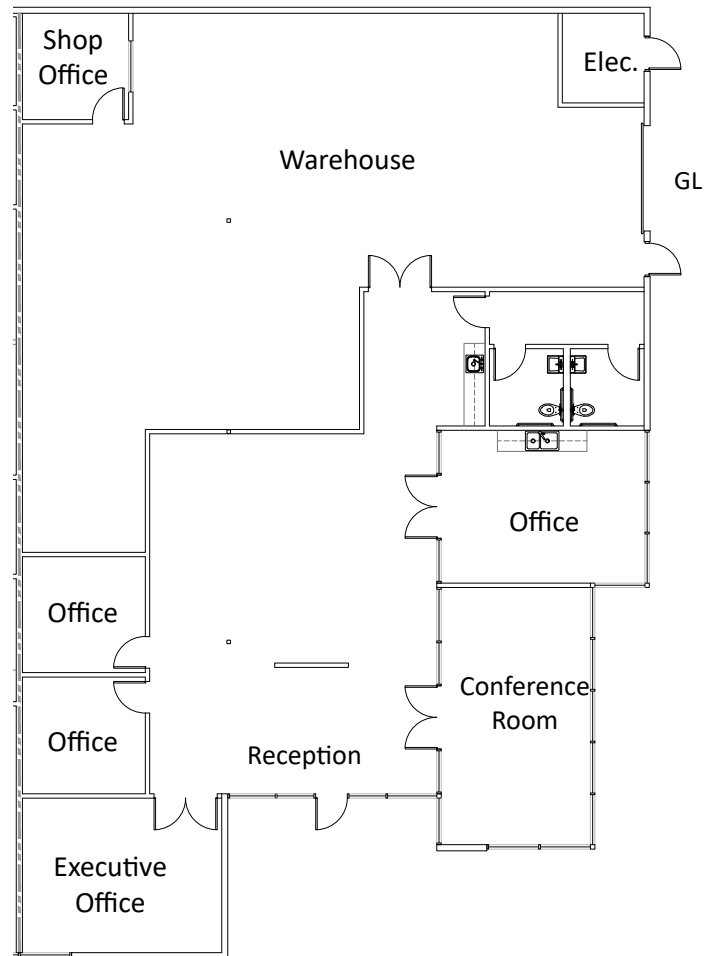 Shop
Office
Elec.
Warehouse
GL
Office
Office
Conference
Room
Office
Reception
Executive
Office